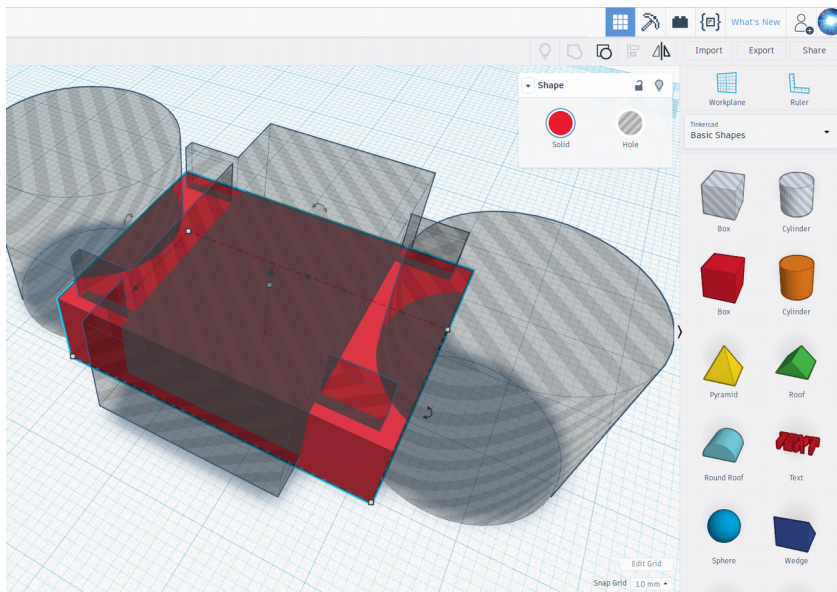 What's New
Import
Export
Share
Shape
Solid
Hole
Workplane
Ruler
Tinkercad
Basic Shapes
Box
Cylinder
Box
Cylinder
Pyramid
Roof
TEXT
Round Roof
Text
Sphere
Wedge
Edit Grid
Snap Grid 1.0 mm